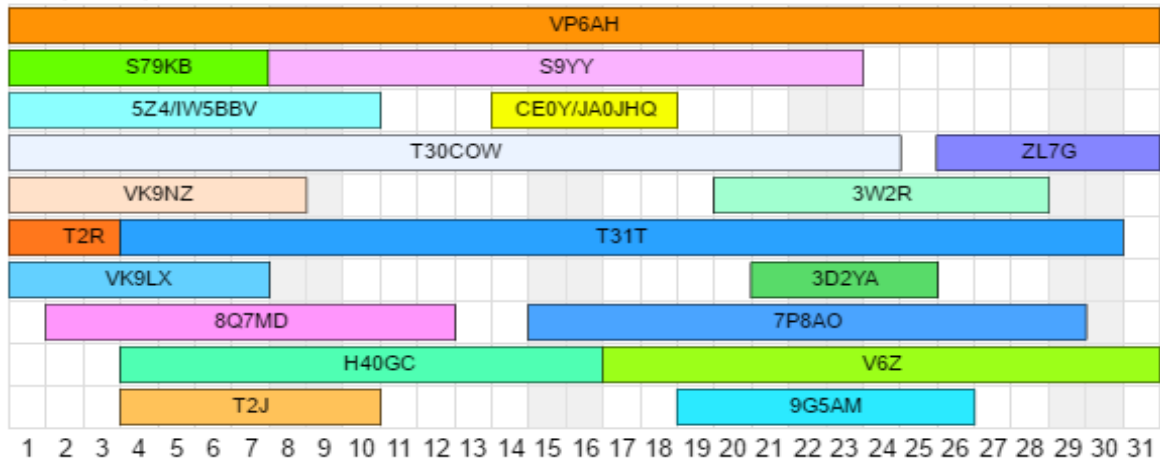 VP6AH
S79KB S9YY
5Z4/IW5BBV CE0Y/JA0JHQ
T30COW ZL7G
VK9NZ 3W2R
T2R T31T
VK9LX 3D2YA
8Q7MD 7P8AO
H40GC V6Z
T2J 9G5AM
1 2 3 4 5 6 7 8 9 10 11 12 13 14 15 16 17 18 19 20 21 22 23 24 25 26 27 28 29 30 31